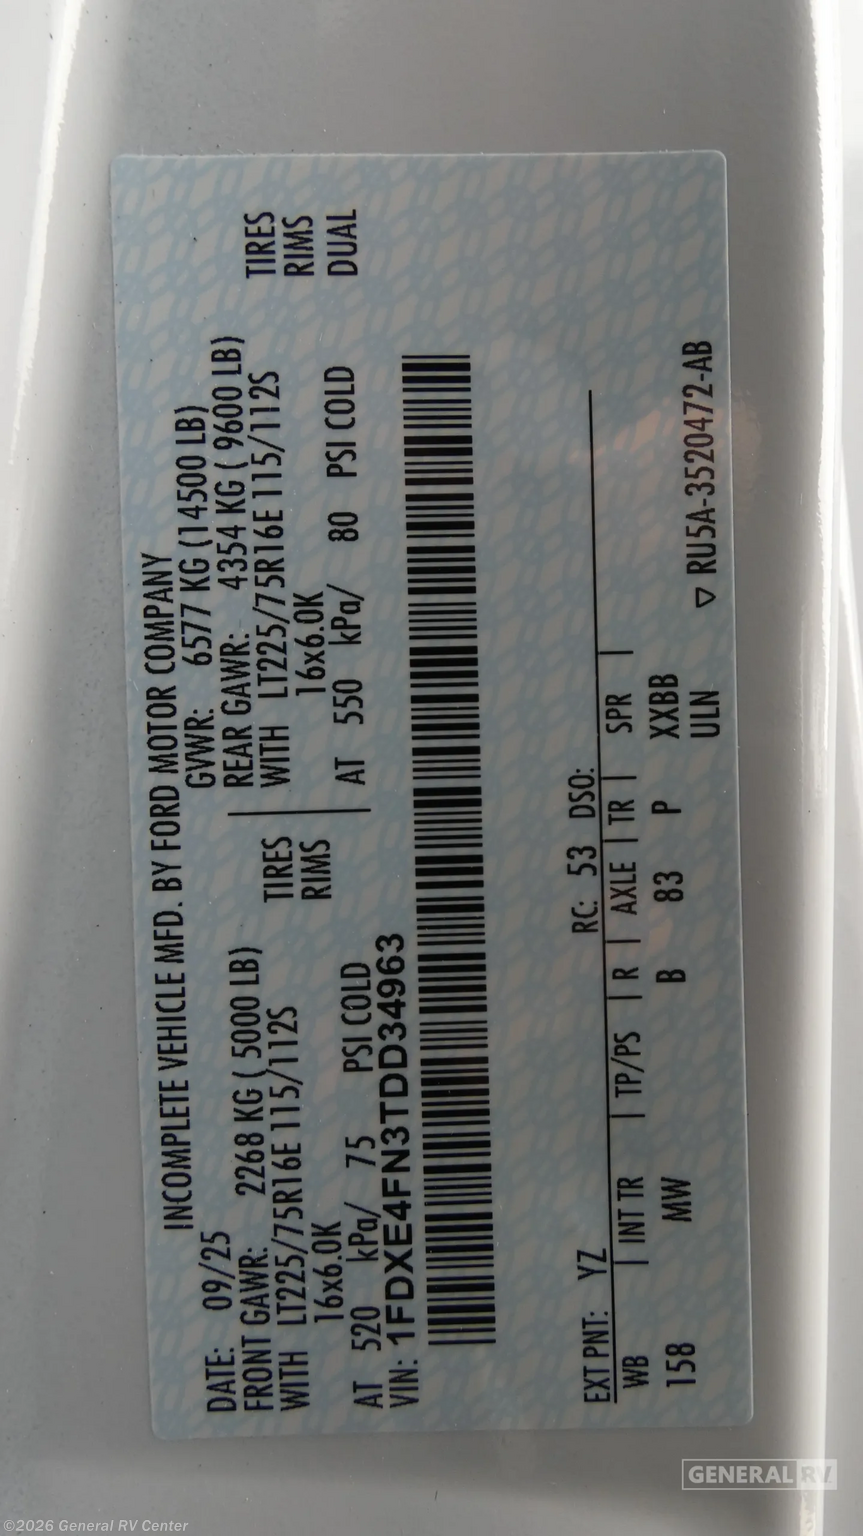 INCOMPLETE VEHICLE MFD. BY FORD MOTOR COMPANY
DATE: 09/25 GVWR: 6577 KG (14500 LB)
FRONT GAWR: 2268 KG ( 5000 LB) REAR GAWR: 4354 KG ( 9600 LB)
WITH LT225/75R16E 115/112S TIRES WITH LT225/75R16E 115/112S TIRES
16x6.0K RIMS 16x6.0K RIMS
AT 520 kPa/ 75 PSI COLD AT 550 kPa/ 80 PSI COLD DUAL
VIN: 1FDXE4FN3TDD34963
EXT PNT: YZ RC: 53 DSO:
WB | INT TR | TP/PS | R | AXLE | TR | SPR |
158 MW B 83 P XXBB
ULN ▽ RU5A-3520472-AB
GENERAL RV
©2026 General RV Center